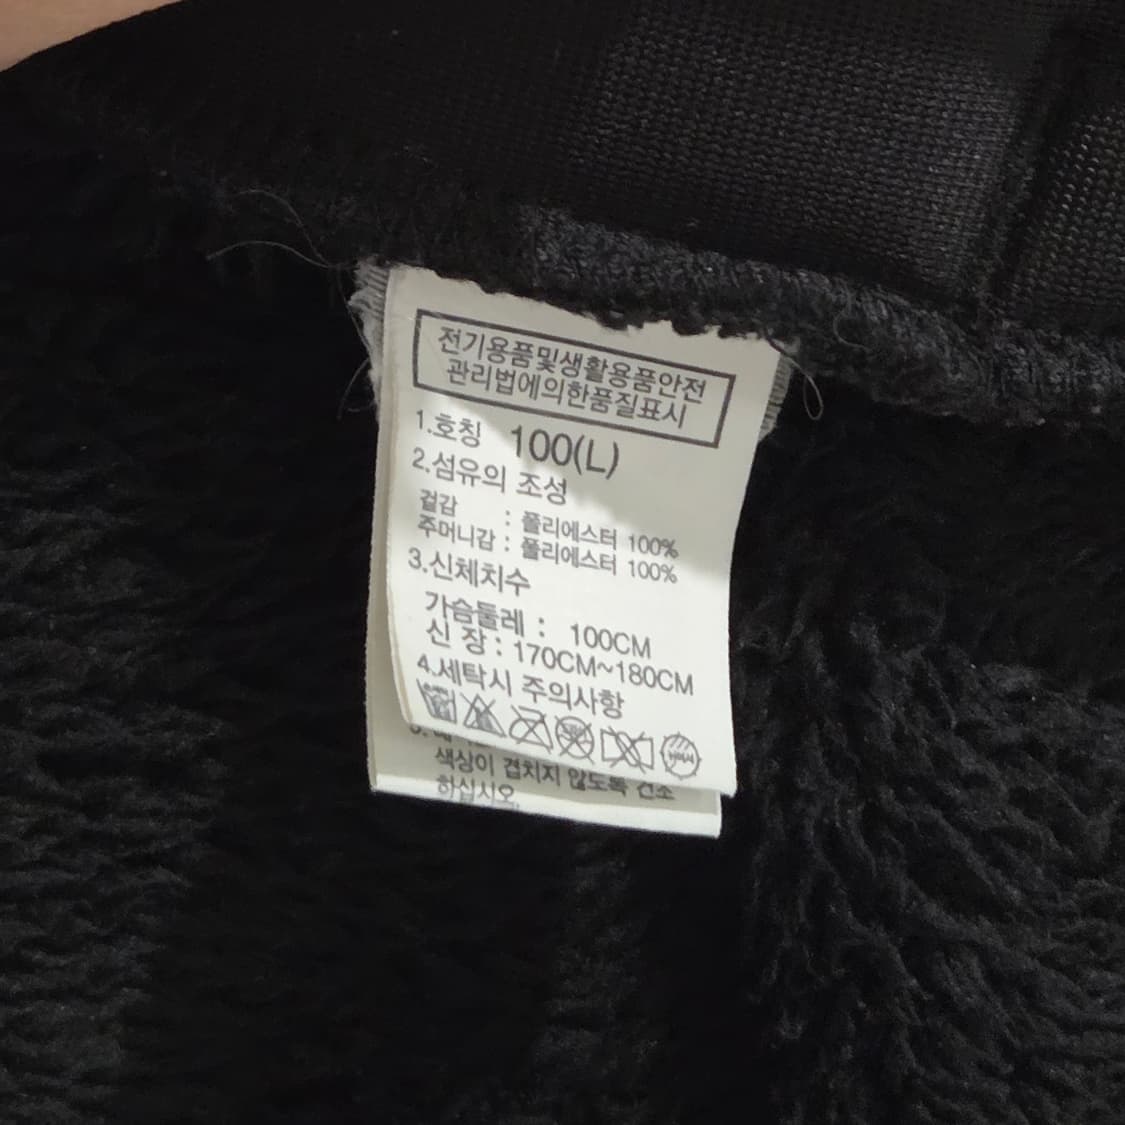 전기용품및생활용품안전
관리법에의한품질표시
1.호칭 100(L)
2.섬유의 조성
겉감 : 폴리에스터 100%
주머니감 : 폴리에스터 100%
3.신체치수
가슴둘레 : 100CM
신 장 : 170CM~180CM
4.세탁시 주의사항
색상이 겹치지 않도록 건조
하십시오.